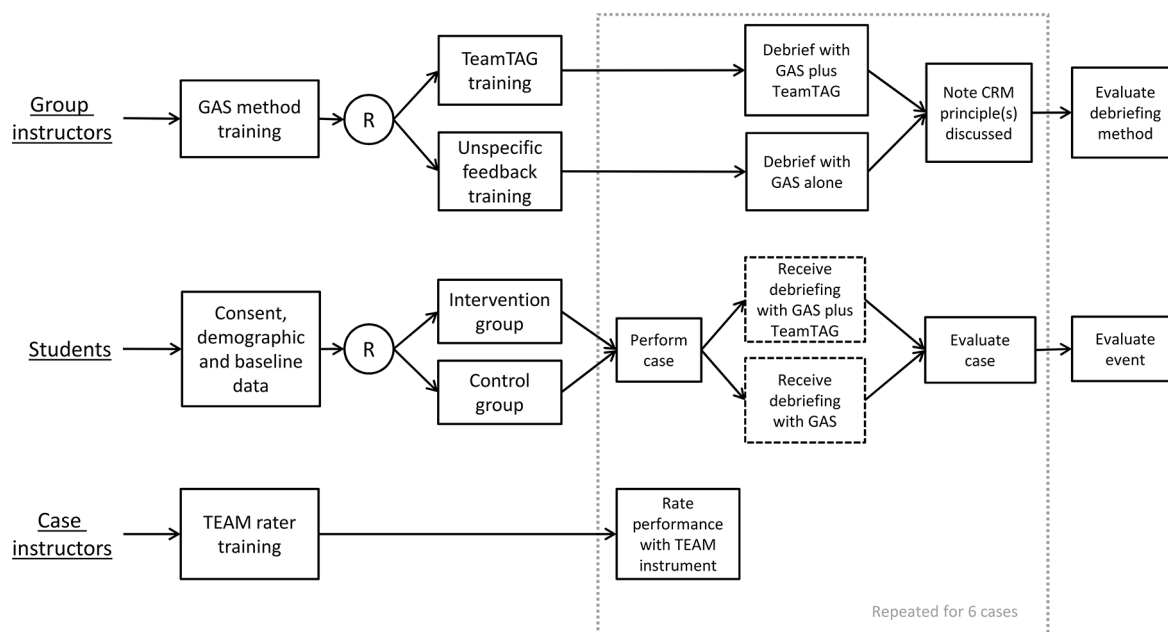 Group
instructors
GAS method
training
R
TeamTAG
training
Unspecific
feedback
training
Debrief with
GAS plus
TeamTAG
Debrief with
GAS alone
Note CRM
principle(s)
discussed
Evaluate
debriefing
method
Students
Consent,
demographic
and baseline
data
R
Intervention
group
Control
group
Perform
case
Receive
debriefing
with GAS plus
TeamTAG
Receive
debriefing
with GAS
Evaluate
case
Evaluate
event
Case
instructors
TEAM rater
training
Rate
performance
with TEAM
instrument
Repeated for 6 cases